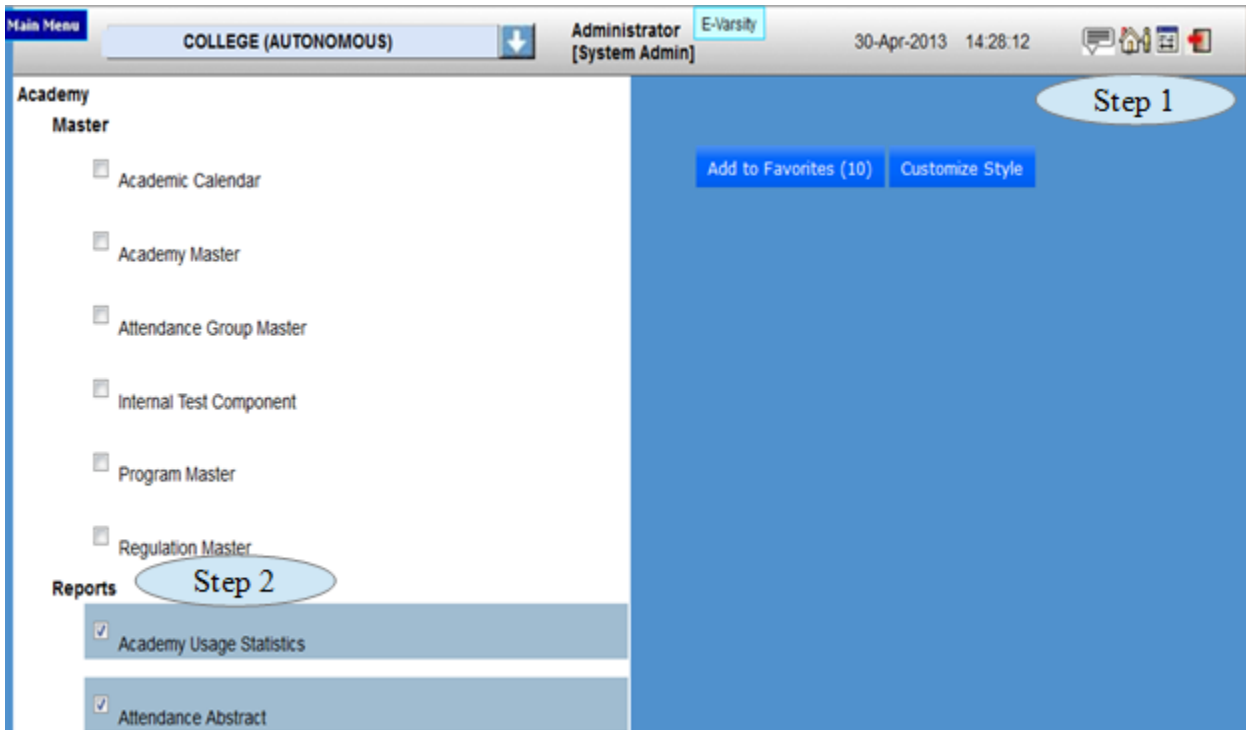 Main Menu
COLLEGE (AUTONOMOUS)
Administrator
[System Admin]
E-Varsity
30-Apr-2013 14:28:12
Step 1
Academy
Master
Academic Calendar
Add to Favorites (10)
Customize Style
Academy Master
Attendance Group Master
Internal Test Component
Program Master
Regulation Master
Reports
Step 2
Academy Usage Statistics
Attendance Abstract